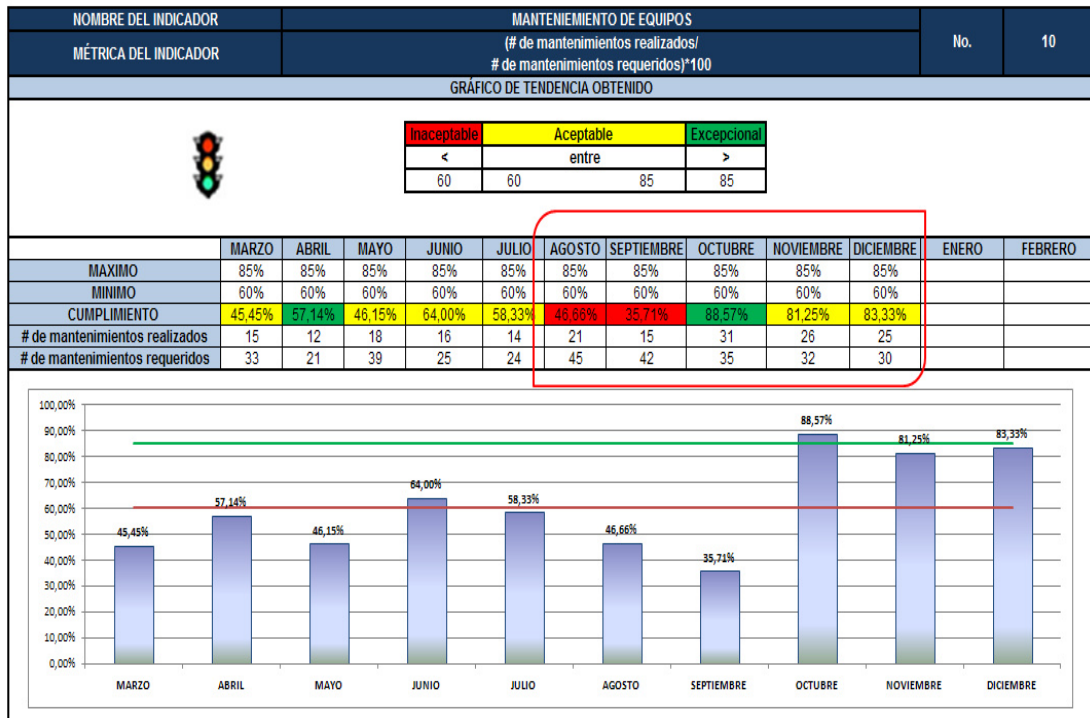 NOMBRE DEL INDICADOR MANTENIEMIENTO DE EQUIPOS No. 10
MÉTRICA DEL INDICADOR (# de mantenimientos realizados/
# de mantenimientos requeridos)*100
GRÁFICO DE TENDENCIA OBTENIDO
Inaceptable Aceptable Excepcional
< entre >
60 60 85 85
MARZO ABRIL MAYO JUNIO JULIO AGOSTO SEPTIEMBRE OCTUBRE NOVIEMBRE DICIEMBRE ENERO FEBRERO
MAXIMO 85% 85% 85% 85% 85% 85% 85% 85% 85% 85%
MINIMO 60% 60% 60% 60% 60% 60% 60% 60% 60% 60%
CUMPLIMIENTO 45,45% 57,14% 46,15% 64,00% 58,33% 46,66% 35,71% 88,57% 81,25% 83,33%
# de mantenimientos realizados 15 12 18 16 14 21 15 31 26 25
# de mantenimientos requeridos 33 21 39 25 24 45 42 35 32 30
100,00%
90,00%
80,00%
70,00%
60,00%
50,00%
40,00%
30,00%
20,00%
10,00%
0,00%
45,45% 57,14% 46,15% 64,00% 58,33% 46,66% 35,71% 88,57% 81,25% 83,33%
MARZO ABRIL MAYO JUNIO JULIO AGOSTO SEPTIEMBRE OCTUBRE NOVIEMBRE DICIEMBRE